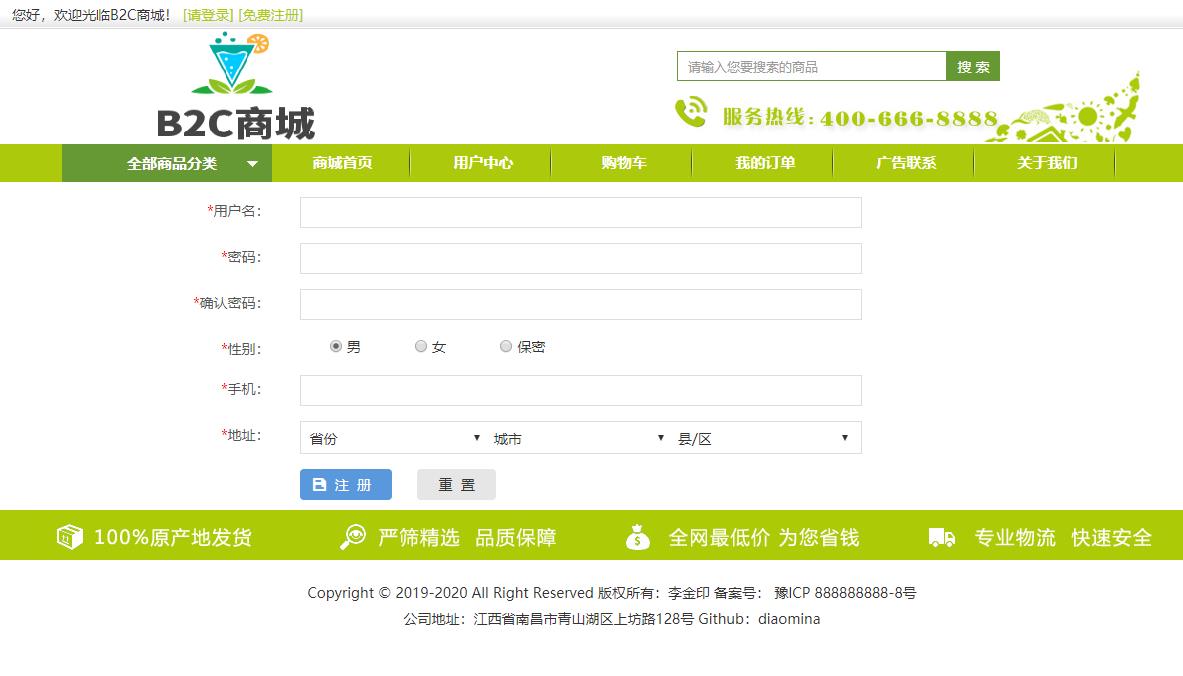 您好，欢迎光临B2C商城！ [请登录] [免费注册]
B2C商城
请输入您要搜索的商品 搜 索
服务热线：400-666-8888
全部商品分类 商城首页 用户中心 购物车 我的订单 广告联系 关于我们
*用户名：
*密码：
*确认密码：
*性别： 男 女 保密
*手机：
*地址： 省份 城市 县/区
注 册 重 置
100%原产地发货 严筛精选 品质保障 全网最低价 为您省钱 专业物流 快速安全
Copyright © 2019-2020 All Right Reserved 版权所有：李金印 备案号： 豫ICP 888888888-8号
公司地址：江西省南昌市青山湖区上坊路128号 Github：diaomina